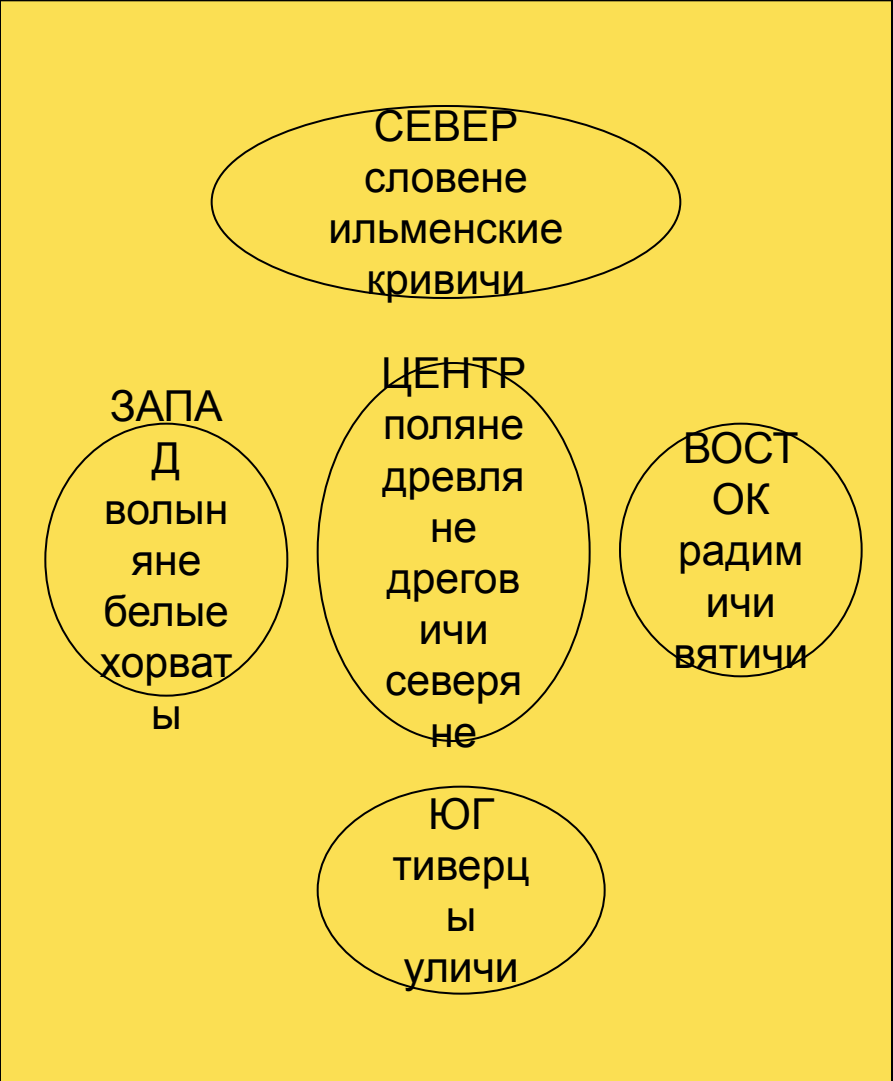 СЕВЕР
словене
ильменские
кривичи
ЗАПА
Д
волын
яне
белые
хорват
ы
ЦЕНТР
поляне
древля
не
дрегов
ичи
северя
не
ВОСТ
ОК
радим
ичи
вятичи
ЮГ
тиверц
ы
уличи